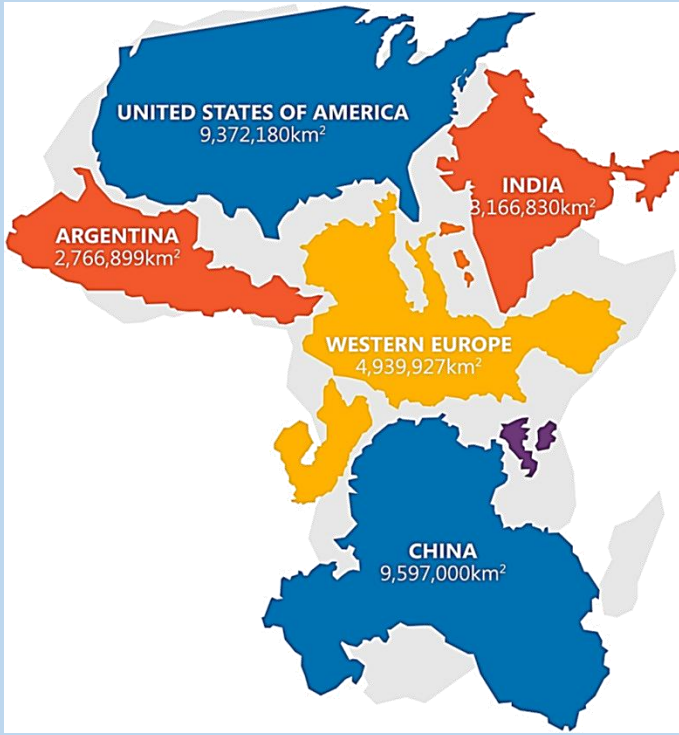 UNITED STATES OF AMERICA
9,372,180km²
INDIA
3,166,830km²
ARGENTINA
2,766,899km²
WESTERN EUROPE
4,939,927km²
CHINA
9,597,000km²